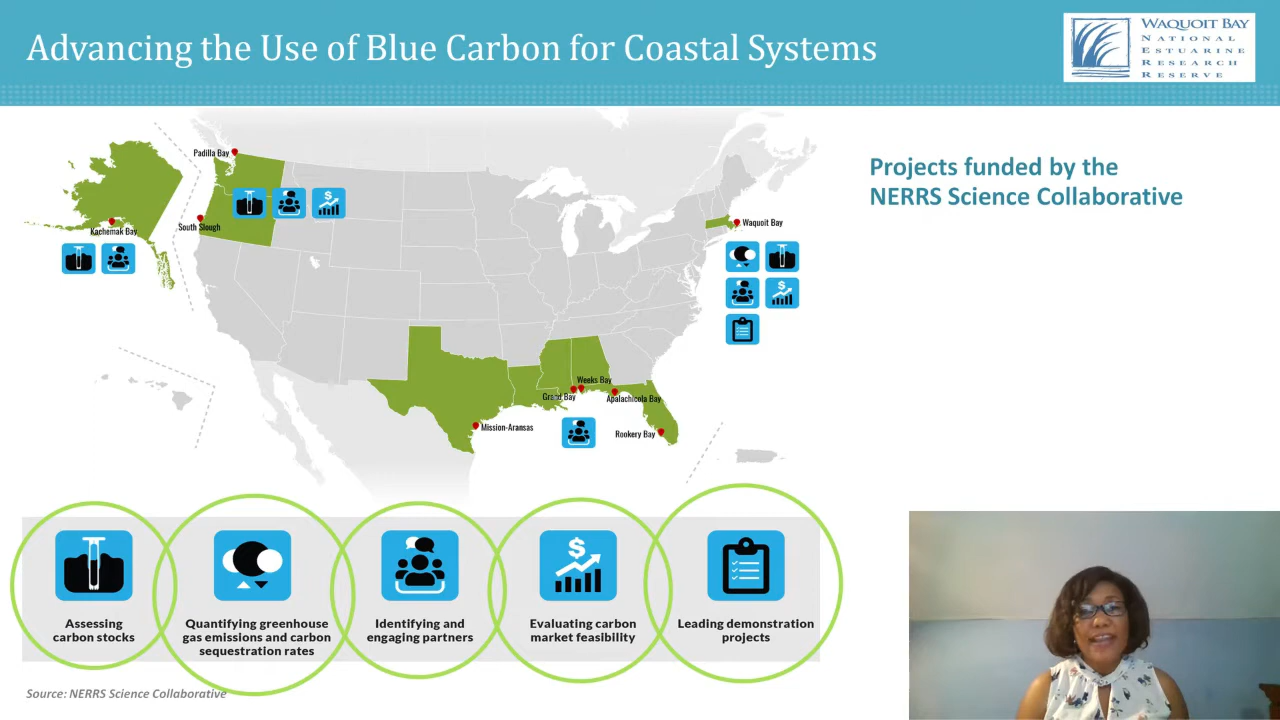 Advancing the Use of Blue Carbon for Coastal Systems
WAQUOIT BAY
NATIONAL
ESTUARINE
RESEARCH
RESERVE
Projects funded by the
NERRS Science Collaborative
Padilla Bay
South Slough
Kachemak Bay
Waquoit Bay
Weeks Bay
Grand Bay
Apalachicola Bay
Mission-Aransas
Rookery Bay
$
$
$
Assessing
carbon stocks
Quantifying greenhouse
gas emissions and carbon
sequestration rates
Identifying and
engaging partners
Evaluating carbon
market feasibility
Leading demonstration
projects
Source: NERRS Science Collaborative